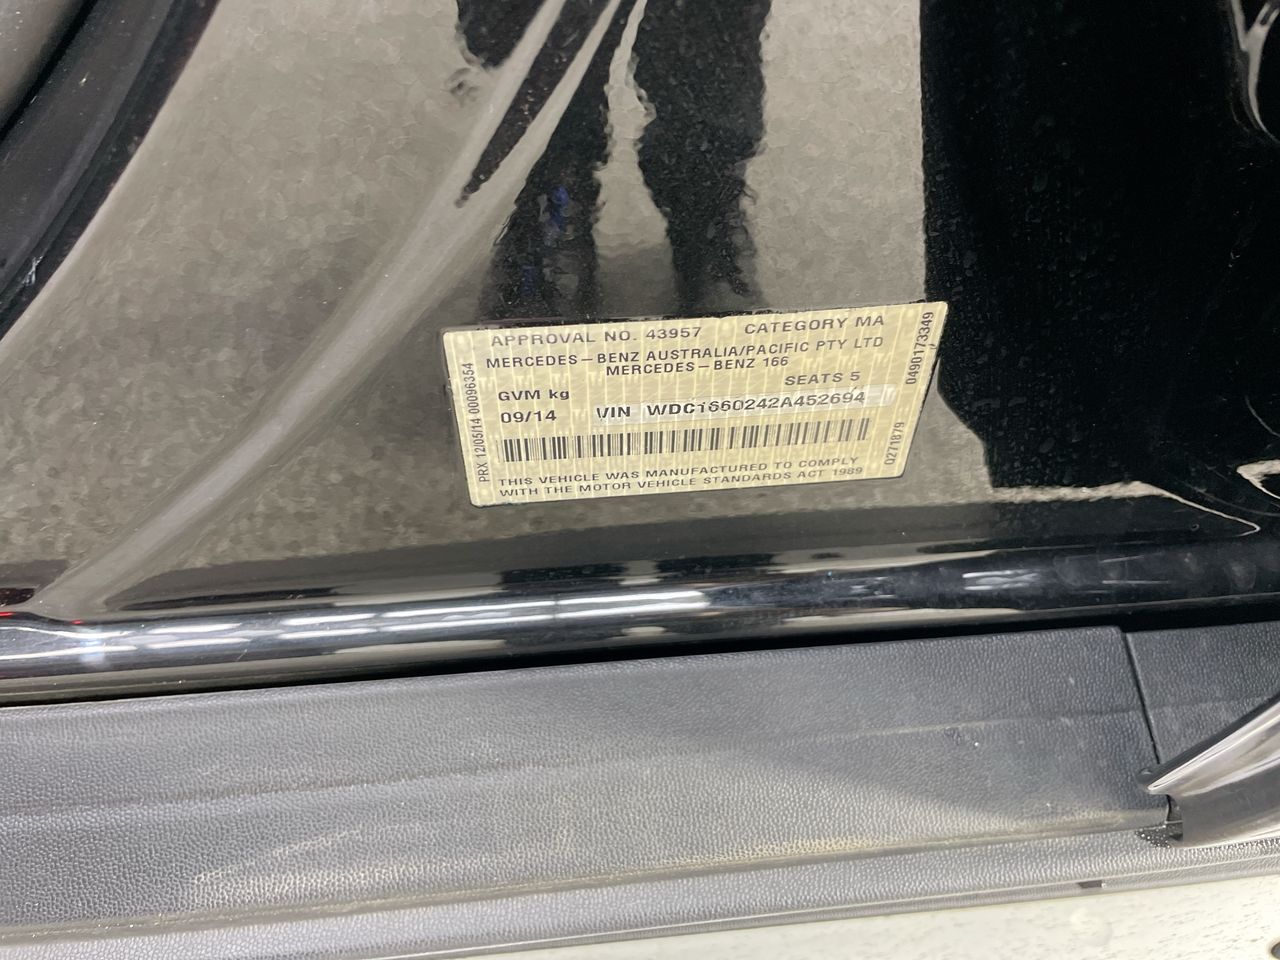 APPROVAL NO. 43957 CATEGORY MA
MERCEDES-BENZ AUSTRALIA/PACIFIC PTY LTD
MERCEDES-BENZ 166
SEATS 5
GVM kg
09/14 VIN WDC1660242A452694
THIS VEHICLE WAS MANUFACTURED TO COMPLY
WITH THE MOTOR VEHICLE STANDARDS ACT 1989
PRX 12/05/14 00096354
0490173349
0271879